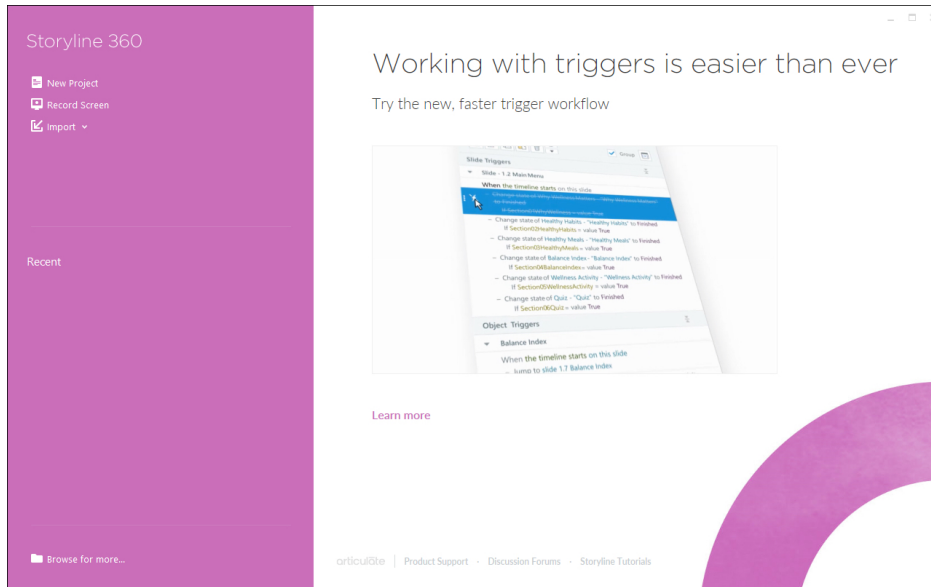 Storyline 360
New Project
Record Screen
Import
Recent
Browse for more...
Working with triggers is easier than ever
Try the new, faster trigger workflow
Group
Slide Triggers
Slide - 1.2 Main Menu
When the timeline starts on this slide
to Finished
= value True
– Change state of Healthy Habits - "Healthy Habits" to Finished
If Section02HealthyHabits = value True
– Change state of Healthy Meals - "Healthy Meals" to Finished
If Section03HealthyMeals = value True
– Change state of Balance Index - "Balance Index" to Finished
If Section04BalanceIndex = value True
– Change state of Wellness Activity - "Wellness Activity" to Finished
If Section05WellnessActivity = value True
– Change state of Quiz - "Quiz" to Finished
If Section06Quiz = value True
Object Triggers
Balance Index
When the timeline starts on this slide
– Jump to slide 1.7 Balance Index
Learn more
articulāte | Product Support · Discussion Forums · Storyline Tutorials